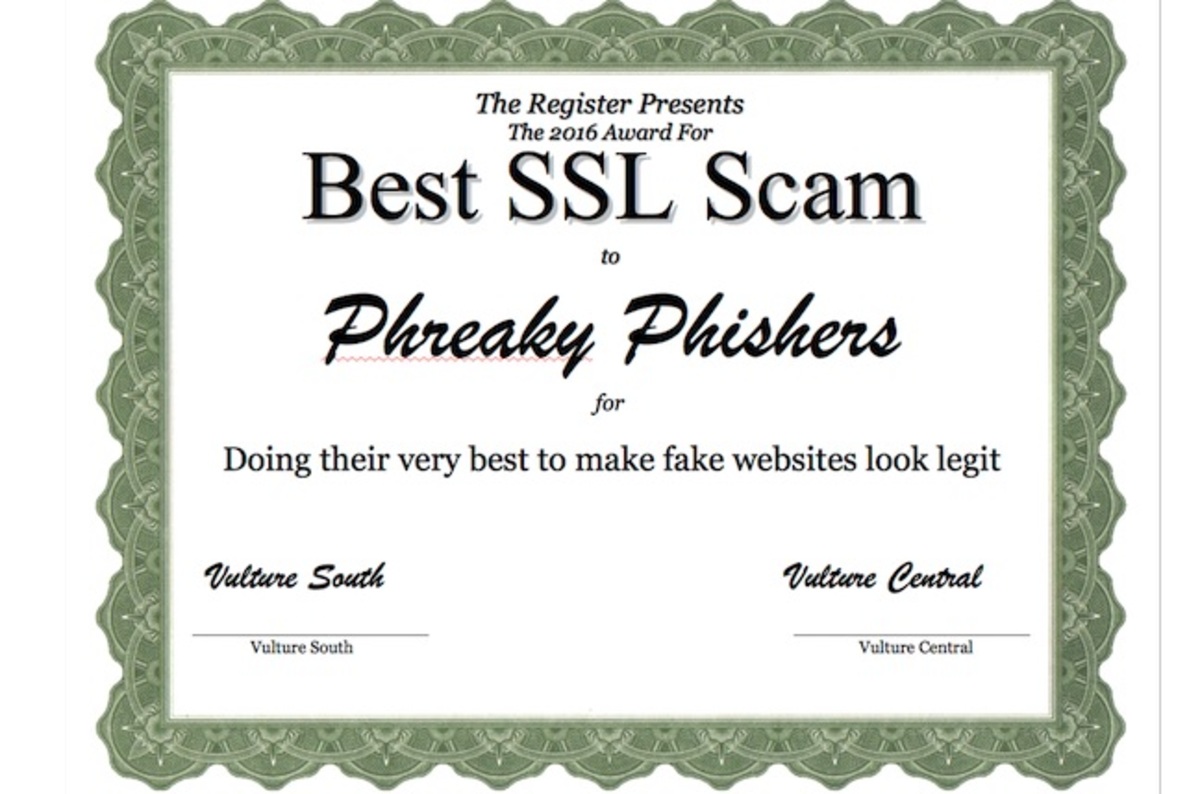 The Register Presents
The 2016 Award For
Best SSL Scam
to
Phreaky Phishers
for
Doing their very best to make fake websites look legit
Vulture South Vulture Central
Vulture South Vulture Central